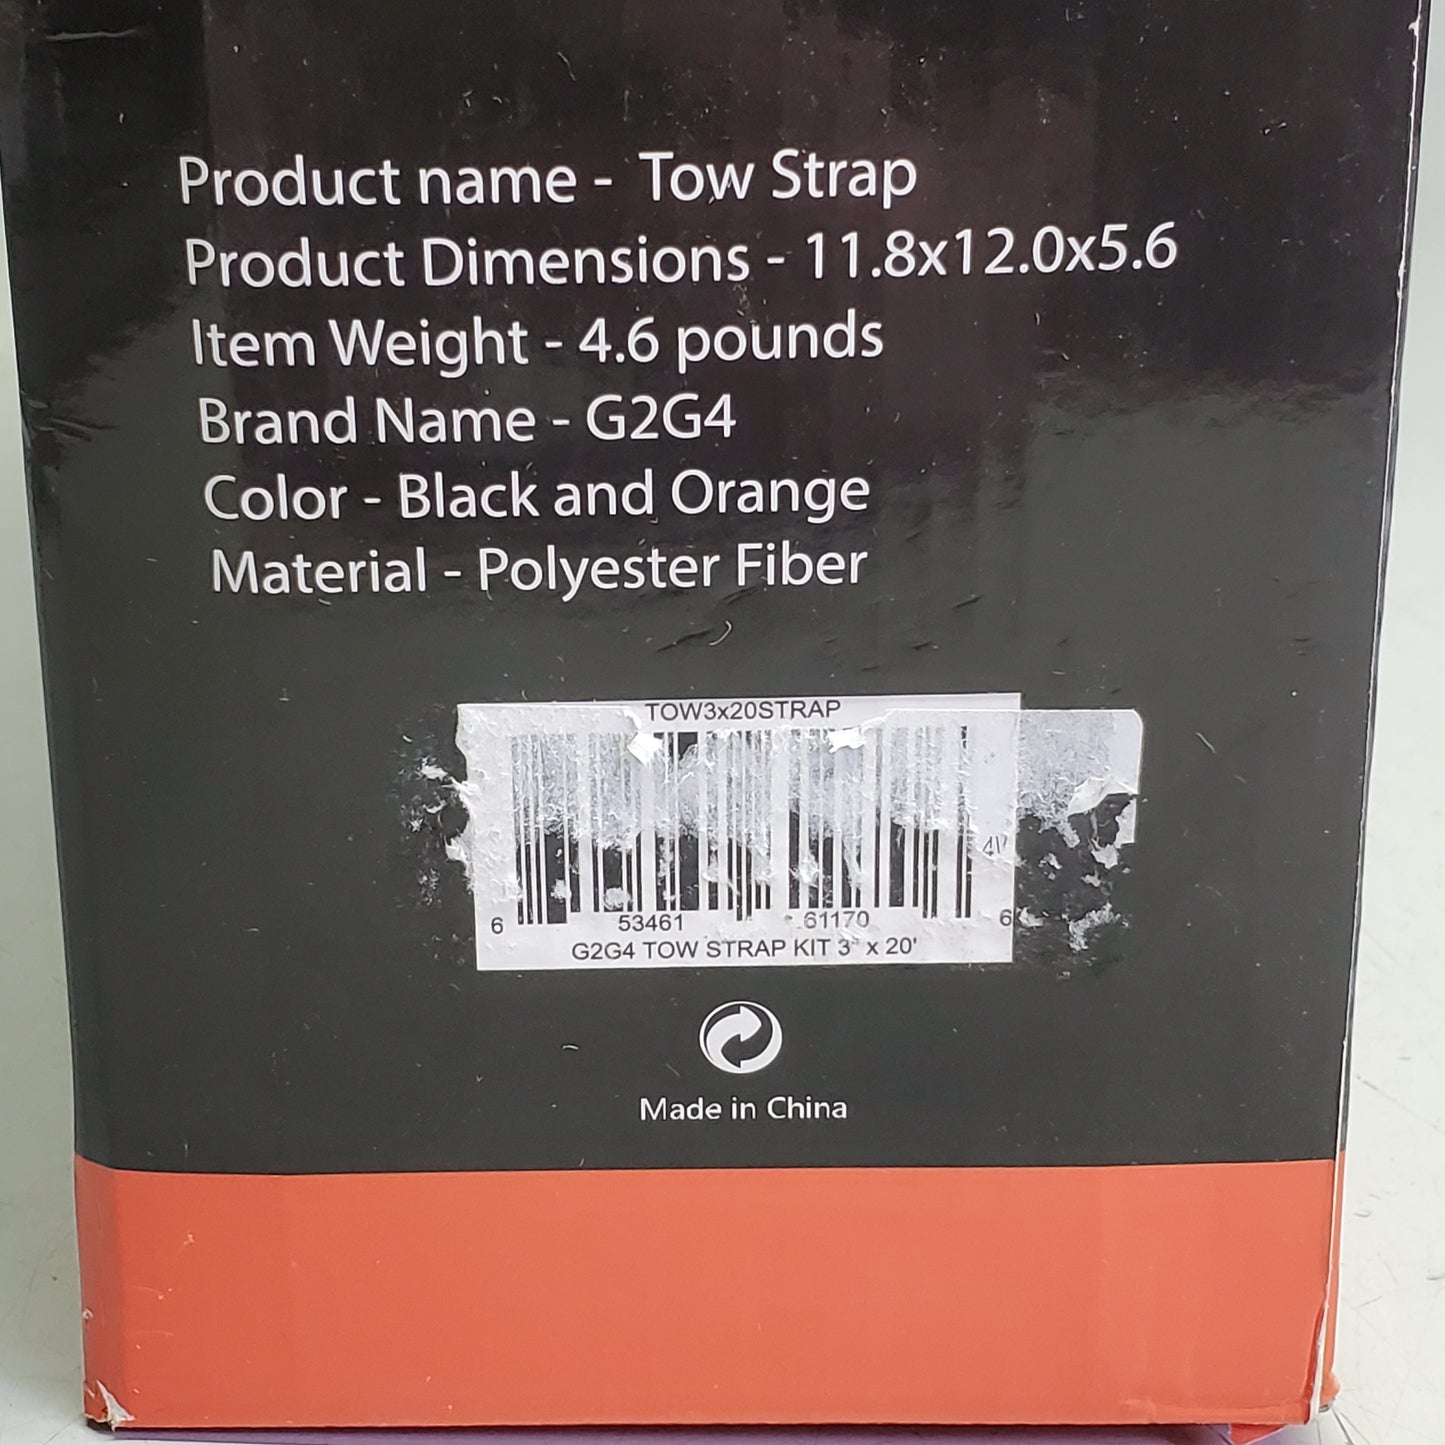 Product name - Tow Strap
Product Dimensions - 11.8x12.0x5.6
Item Weight - 4.6 pounds
Brand Name - G2G4
Color - Black and Orange
Material - Polyester Fiber
TOW3x20STRAP
6 53461 61170 6
G2G4 TOW STRAP KIT 3" x 20'
Made in China